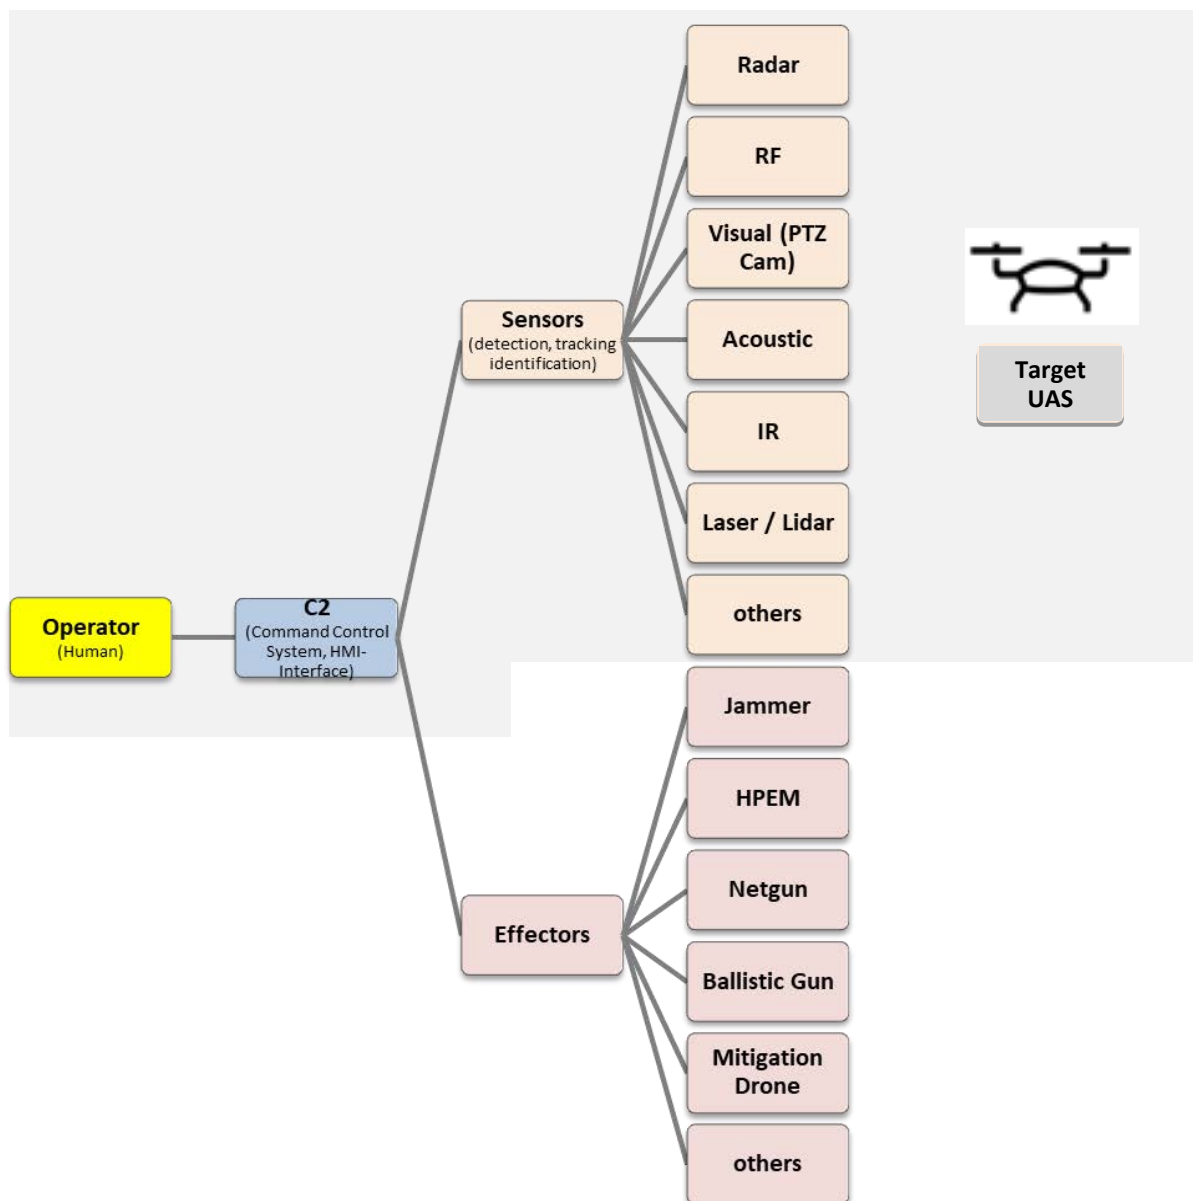 Radar
RF
Visual (PTZ
Cam)
Sensors
(detection, tracking
identification)
Acoustic
Target
UAS
IR
Laser / Lidar
Operator
(Human)
C2
(Command Control
System, HMI-
Interface)
others
Jammer
HPEM
Netgun
Effectors
Ballistic Gun
Mitigation
Drone
others